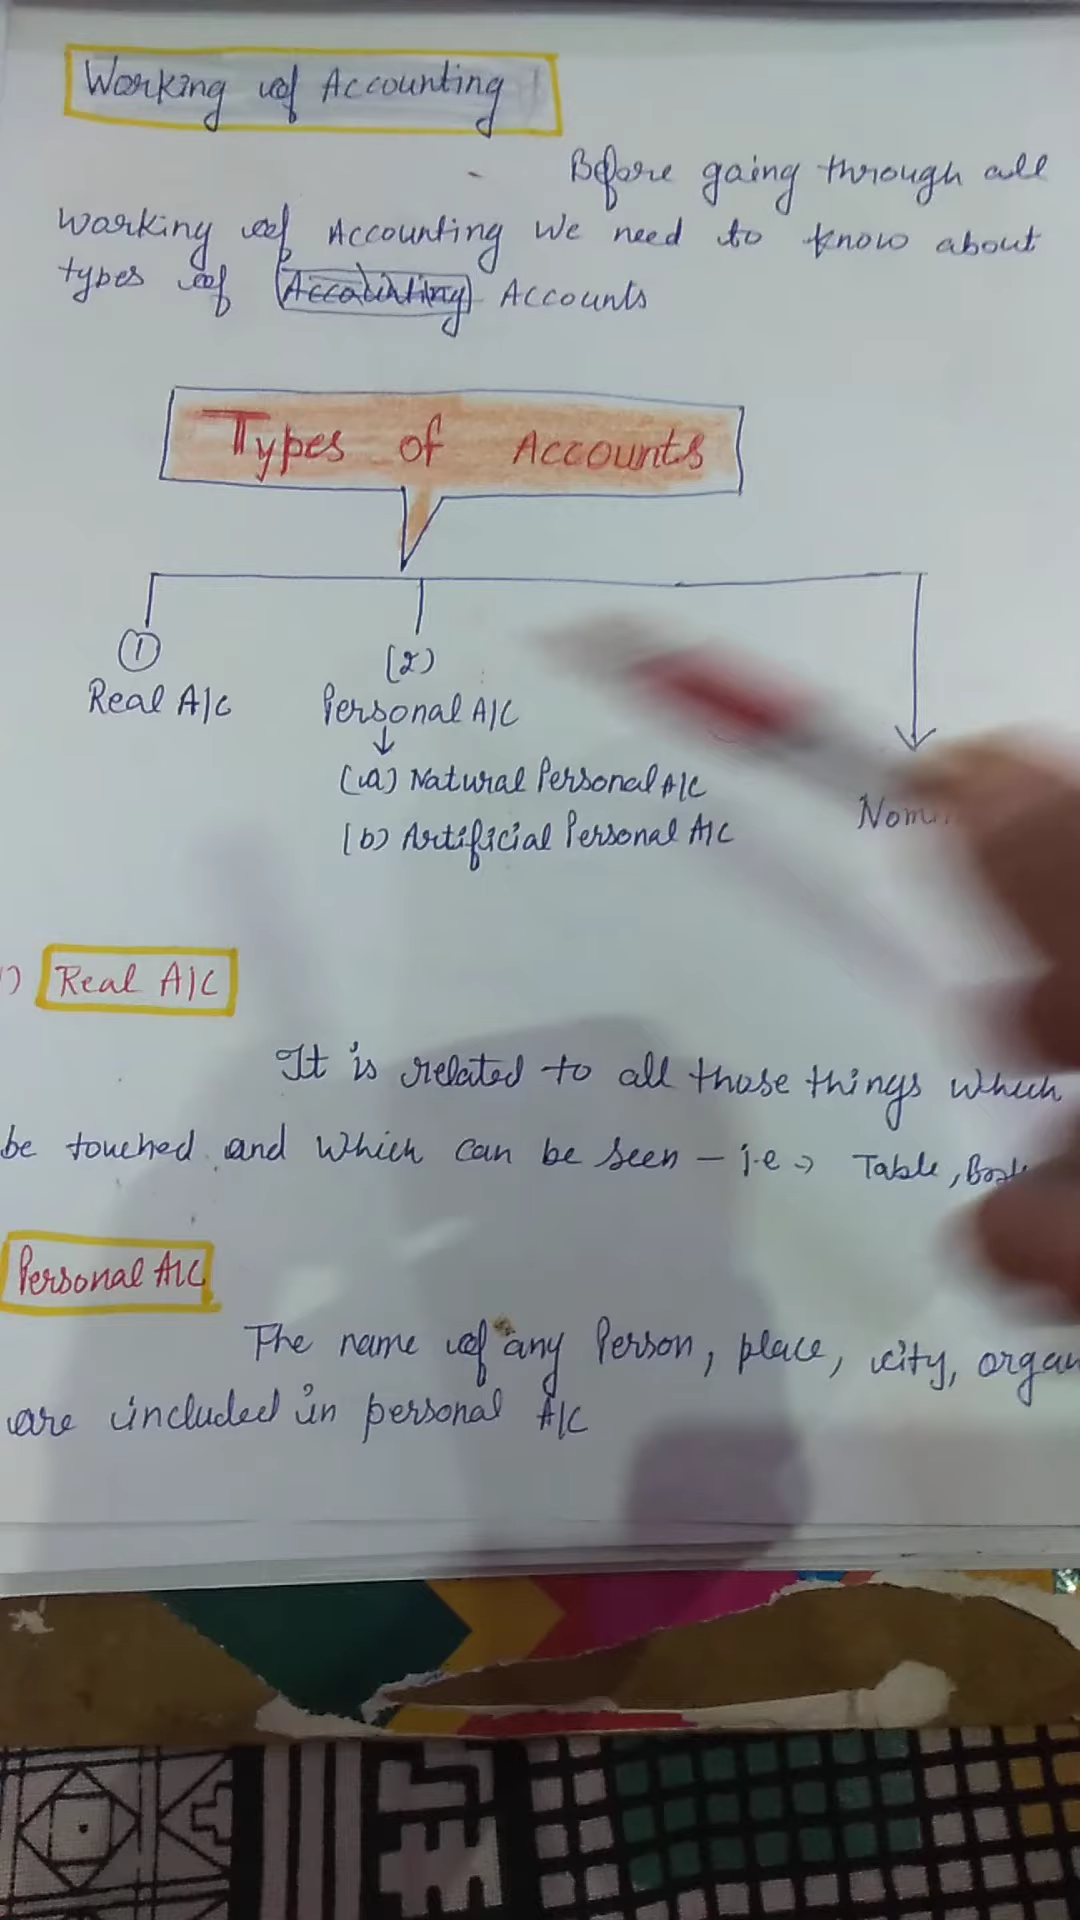 Working of Accounting
Before going through all
working of Accounting we need to know about
types of Accounting Accounts
Types of Accounts
1
(2)
Real A/C
Personal A/C
(a) Natural Personal A/C
(b) Artificial Personal A/C
1) Real A/C
It is related to all those things which
be touched and which can be seen - i.e → Table,
Personal A/C
The name of any Person, place, city,
are included in personal A/C